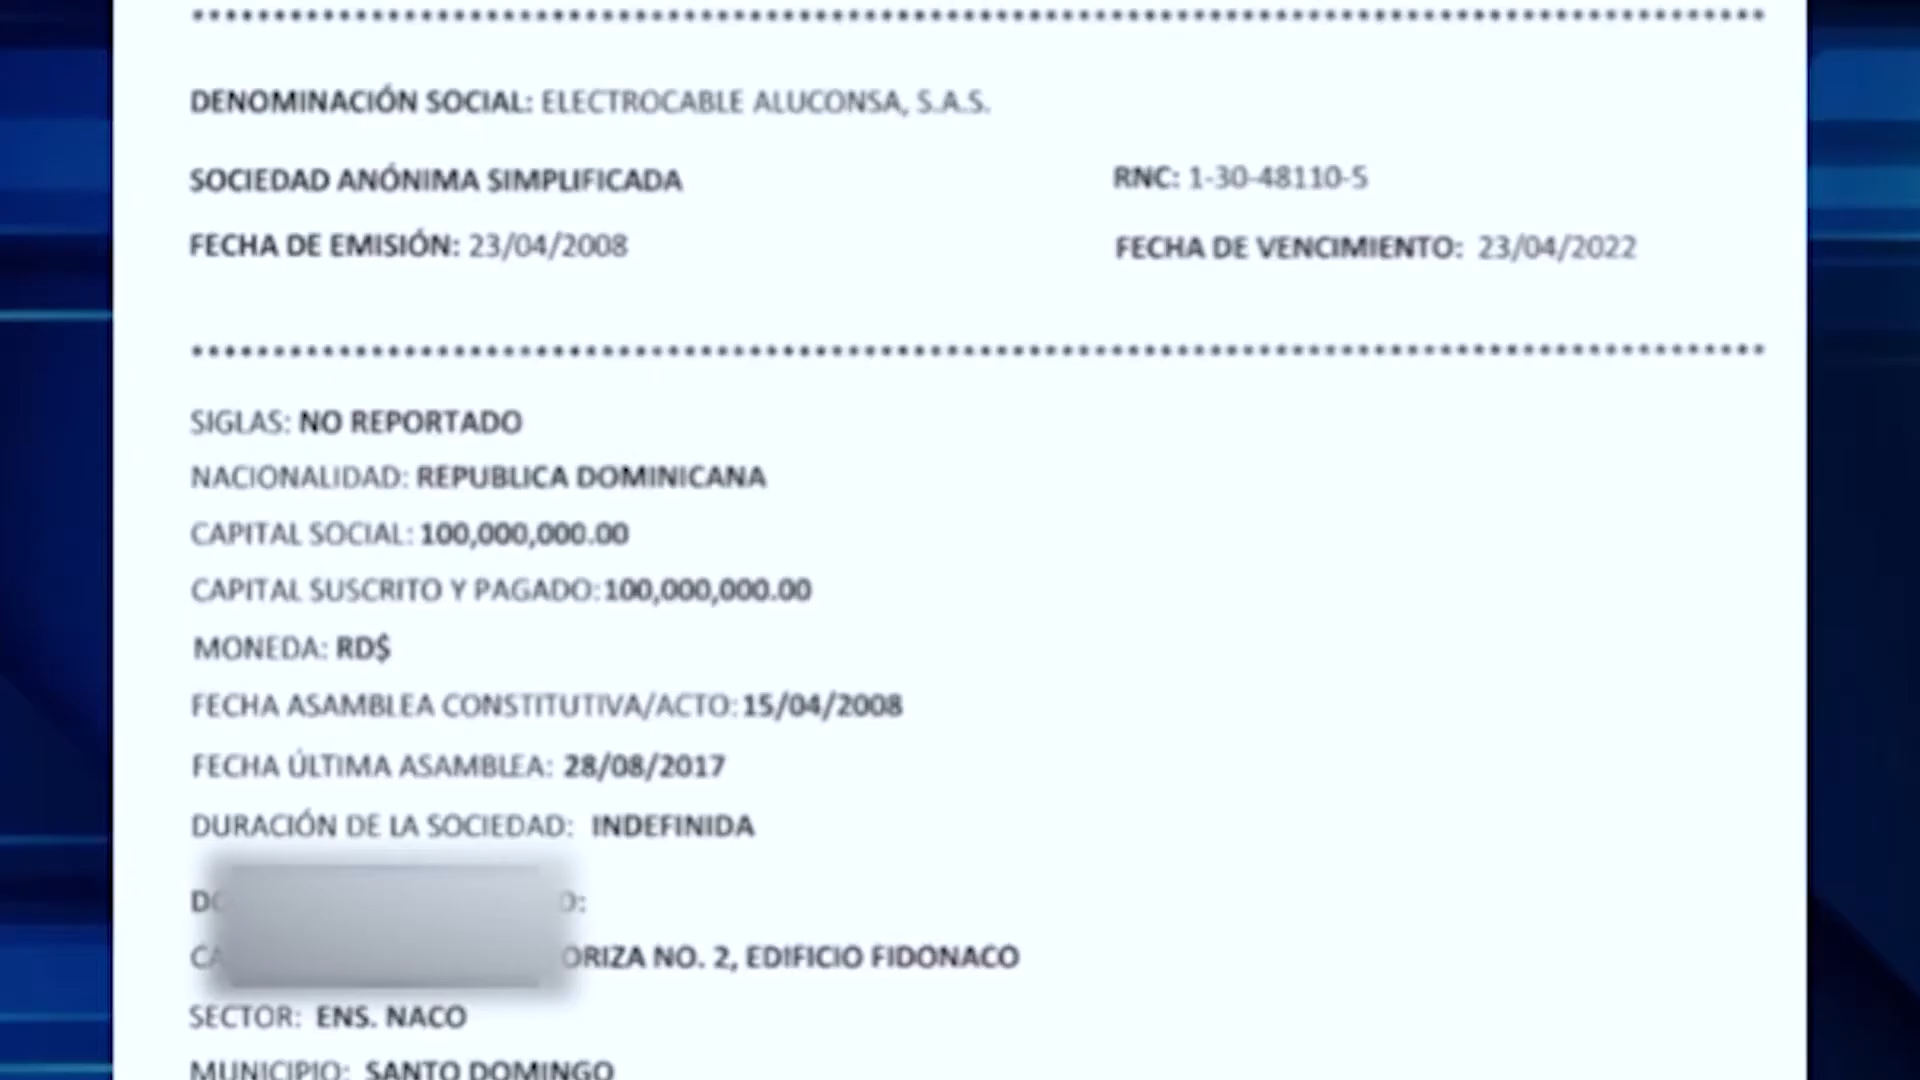 DENOMINACIÓN SOCIAL: ELECTROCABLE ALUCONSA, S.A.S.
SOCIEDAD ANÓNIMA SIMPLIFICADA RNC: 1-30-48110-5
FECHA DE EMISIÓN: 23/04/2008 FECHA DE VENCIMIENTO: 23/04/2022
SIGLAS: NO REPORTADO
NACIONALIDAD: REPUBLICA DOMINICANA
CAPITAL SOCIAL: 100,000,000.00
CAPITAL SUSCRITO Y PAGADO: 100,000,000.00
MONEDA: RD$
FECHA ASAMBLEA CONSTITUTIVA/ACTO: 15/04/2008
FECHA ÚLTIMA ASAMBLEA: 28/08/2017
DURACIÓN DE LA SOCIEDAD: INDEFINIDA
NO. 2, EDIFICIO FIDONACO
SECTOR: ENS. NACO
MUNICIPIO: SANTO DOMINGO